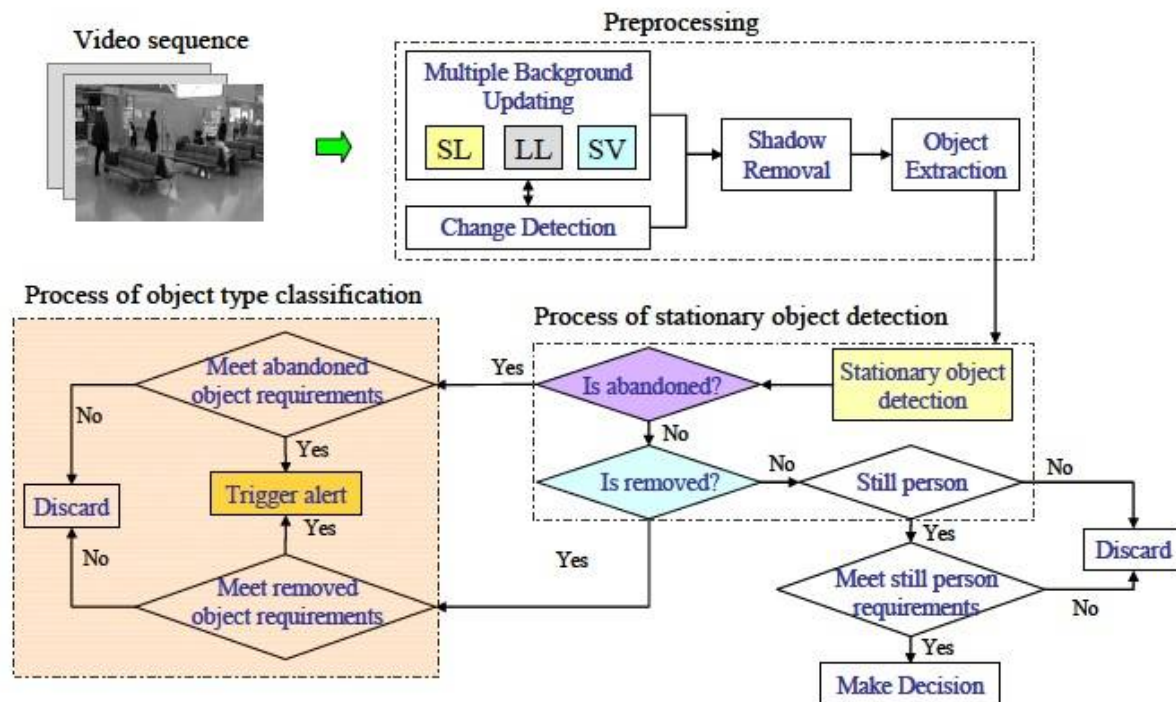 Preprocessing
Video sequence
Multiple Background
Updating
SL LL SV
Change Detection
Shadow
Removal
Object
Extraction
Process of object type classification
Process of stationary object detection
Meet abandoned
object requirements
Yes
Is abandoned?
Stationary object
detection
No
Yes
No
Trigger alert
Is removed?
No
Still person
No
Discard
Yes
Yes
Yes
Discard
No
Meet removed
object requirements
Meet still person
requirements
No
Yes
Make Decision